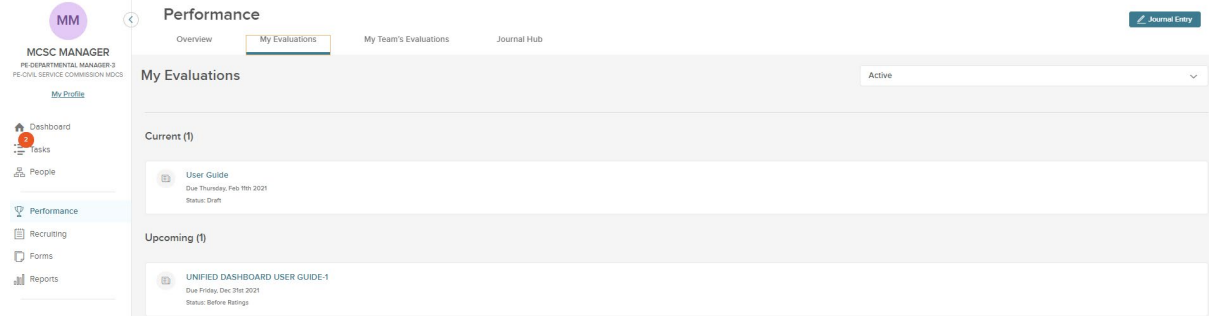 MM
MCSC MANAGER
PE-DEPARTMENTAL MANAGER-3
PE-CIVIL SERVICE COMMISSION MDCS
My Profile
Dashboard
2
Tasks
People
Performance
Recruiting
Forms
Reports
Performance
Journal Entry
Overview My Evaluations My Team's Evaluations Journal Hub
My Evaluations
Active
Current (1)
User Guide
Due Thursday, Feb 11th 2021
Status: Draft
Upcoming (1)
UNIFIED DASHBOARD USER GUIDE-1
Due Friday, Dec 31st 2021
Status: Before Ratings